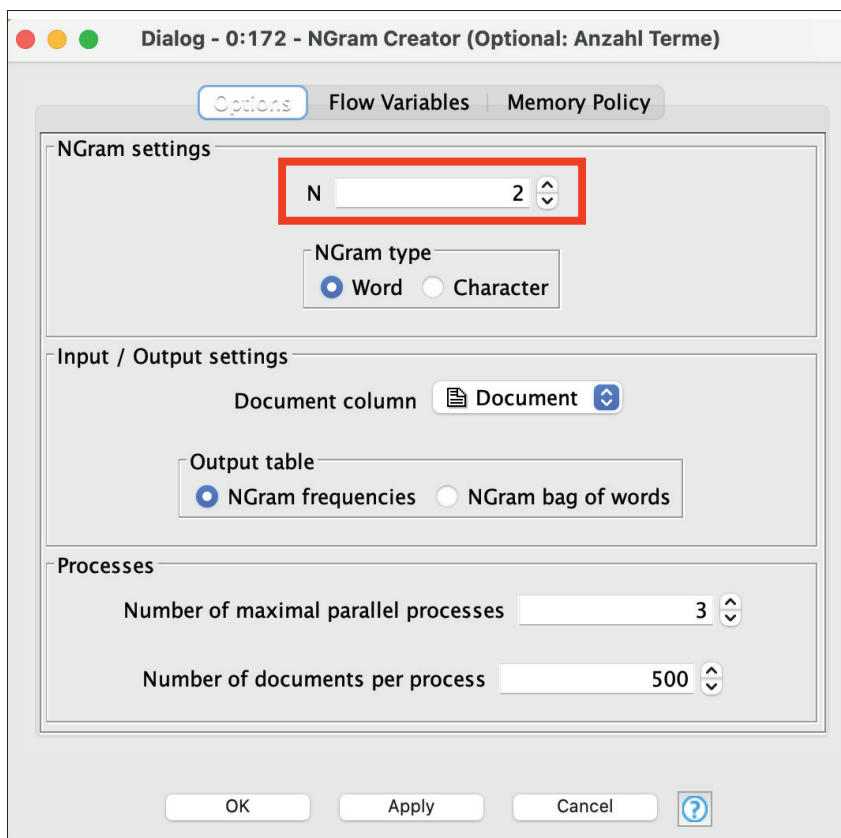 Dialog - 0:172 - NGram Creator (Optional: Anzahl Terme)
Options Flow Variables Memory Policy
NGram settings
N 2
NGram type
Word Character
Input / Output settings
Document column Document
Output table
NGram frequencies NGram bag of words
Processes
Number of maximal parallel processes 3
Number of documents per process 500
OK Apply Cancel ?